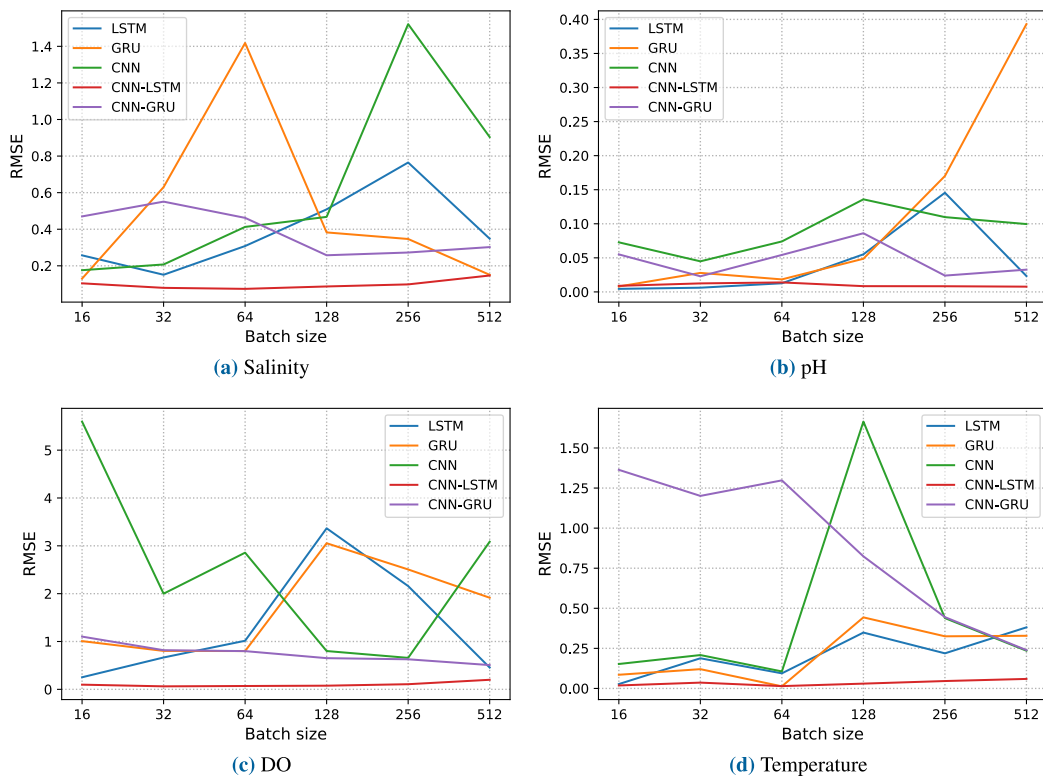 LSTM
GRU
CNN
CNN-LSTM
CNN-GRU
RMSE
1.4
1.2
1.0
0.8
0.6
0.4
0.2
16 32 64 128 256 512
Batch size
(a) Salinity
LSTM
GRU
CNN
CNN-LSTM
CNN-GRU
RMSE
0.40
0.35
0.30
0.25
0.20
0.15
0.10
0.05
0.00
16 32 64 128 256 512
Batch size
(b) pH
LSTM
GRU
CNN
CNN-LSTM
CNN-GRU
RMSE
5
4
3
2
1
0
16 32 64 128 256 512
Batch size
(c) DO
LSTM
GRU
CNN
CNN-LSTM
CNN-GRU
RMSE
1.50
1.25
1.00
0.75
0.50
0.25
0.00
16 32 64 128 256 512
Batch size
(d) Temperature